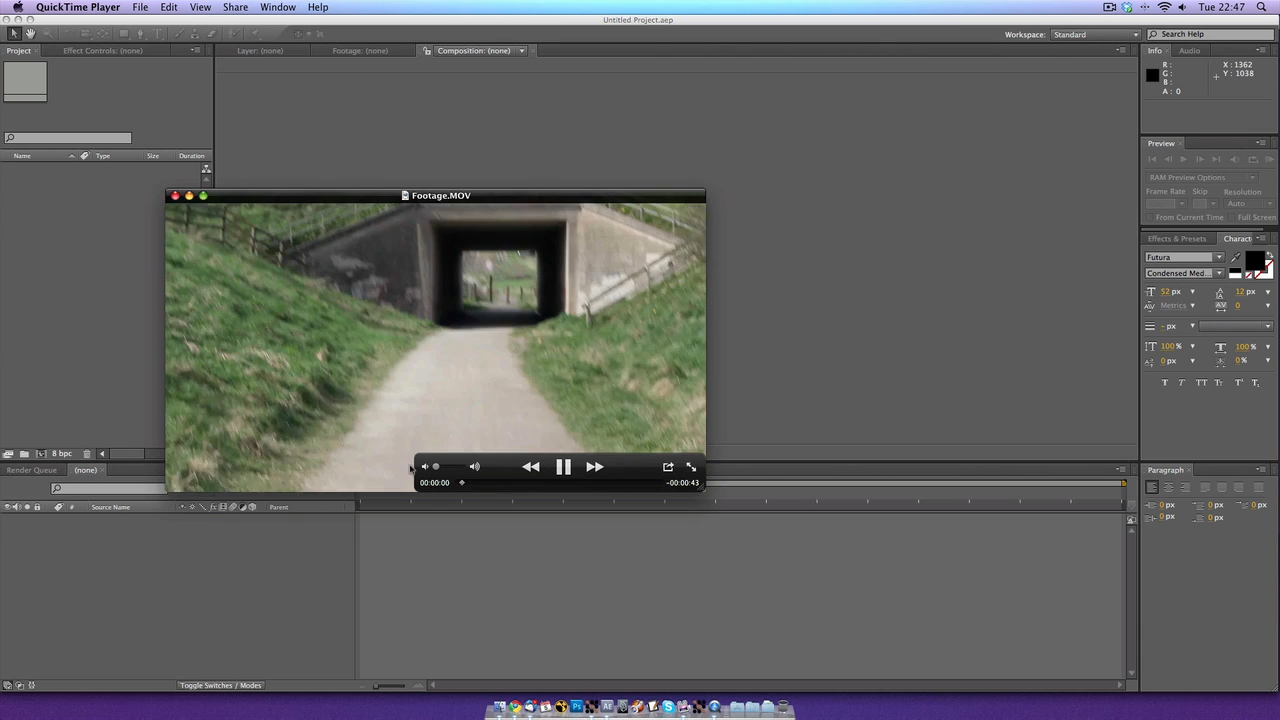 QuickTime Player File Edit View Share Window Help Tue 22:47
Untitled Project.aep
Workspace: Standard Search Help
Project Effect Controls: (none) Layer: (none) Footage: (none) Composition: (none) Info Audio
R : X : 1362
G : Y : 1038
B :
A : 0
Preview
Name Type Size Duration
RAM Preview Options
Frame Rate Skip Resolution
Auto
From Current Time Full Screen
Footage.MOV
Effects & Presets Charact
Futura
Condensed Med...
52 px 12 px
Metrics 0
- px
100 % 100 %
0 px 0 %
T T TT Tt T' T,
8 bpc
Render Queue (none)
00:00:00 -00:00:43
Paragraph
Source Name Parent
0 px 0 px 0 px
0 px 0 px
Toggle Switches / Modes
Ps AE